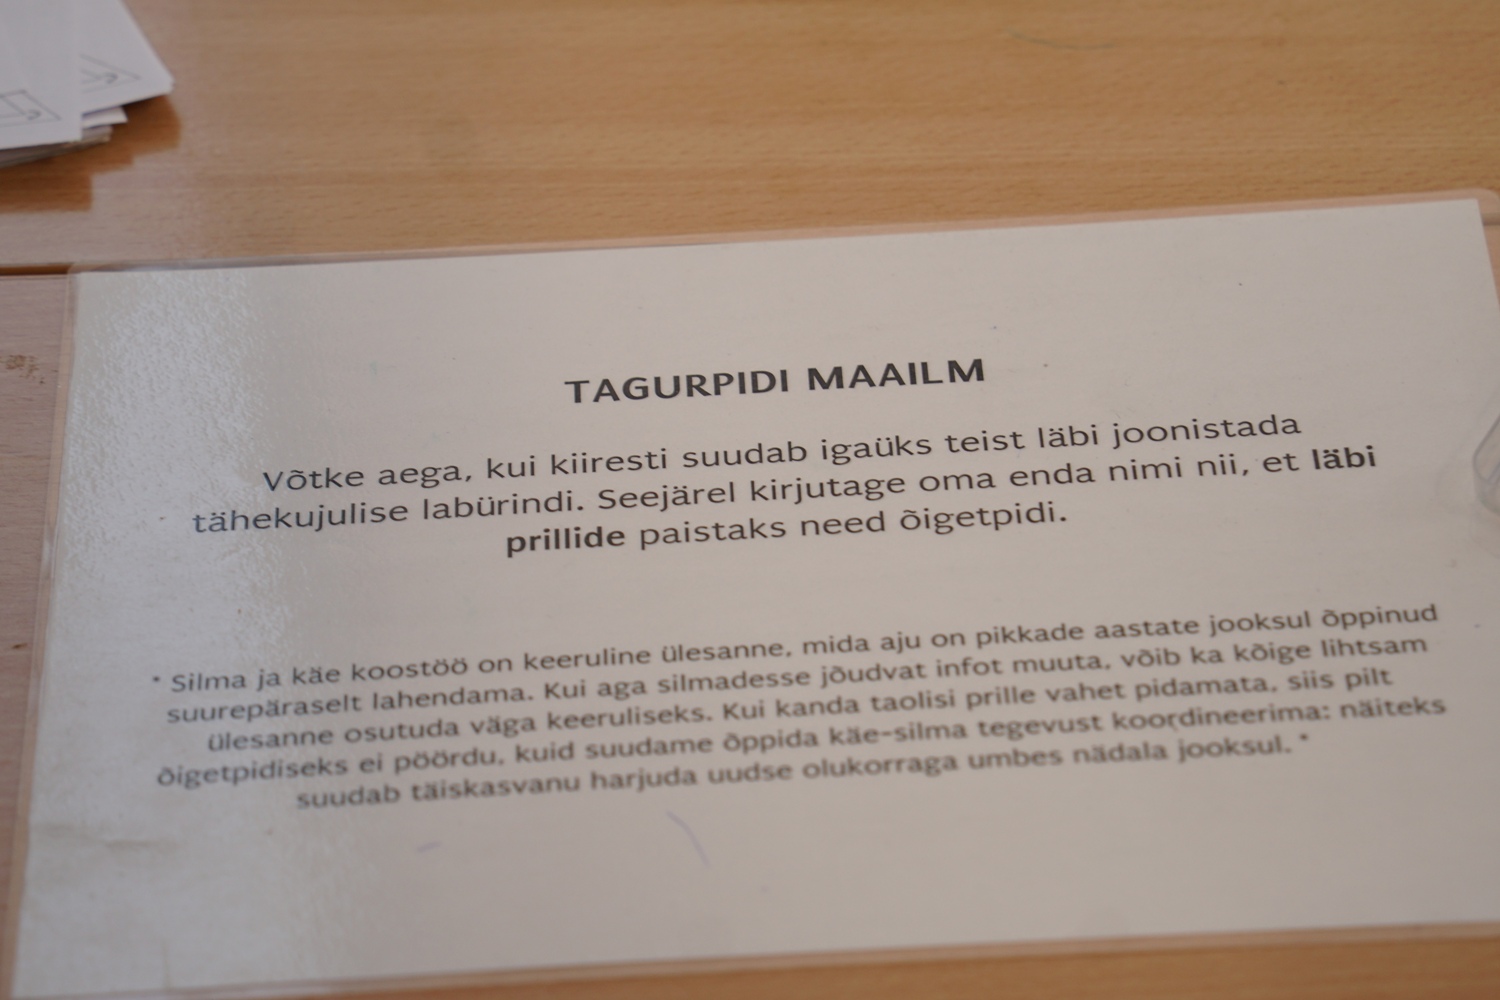 TAGURPIDI MAAILM
Võtke aega, kui kiiresti suudab igaüks teist läbi joonistada
tähekujulise labürindi. Seejärel kirjutage oma enda nimi nii, et läbi
prillide paistaks need õigetpidi.
* Silma ja käe koostöö on keeruline ülesanne, mida aju on pikkade aastate jooksul õppinud
suurepäraselt lahendama. Kui aga silmadesse jõudvat infot muuta, võib ka kõige lihtsam
ülesanne osutuda väga keeruliseks. Kui kanda taolisi prille vahet pidamata, siis pilt
õigetpidiseks ei pöördu, kuid suudame õppida käe-silma tegevust koordineerima: näiteks
suudab täiskasvanu harjuda uudse olukorraga umbes nädala jooksul. *